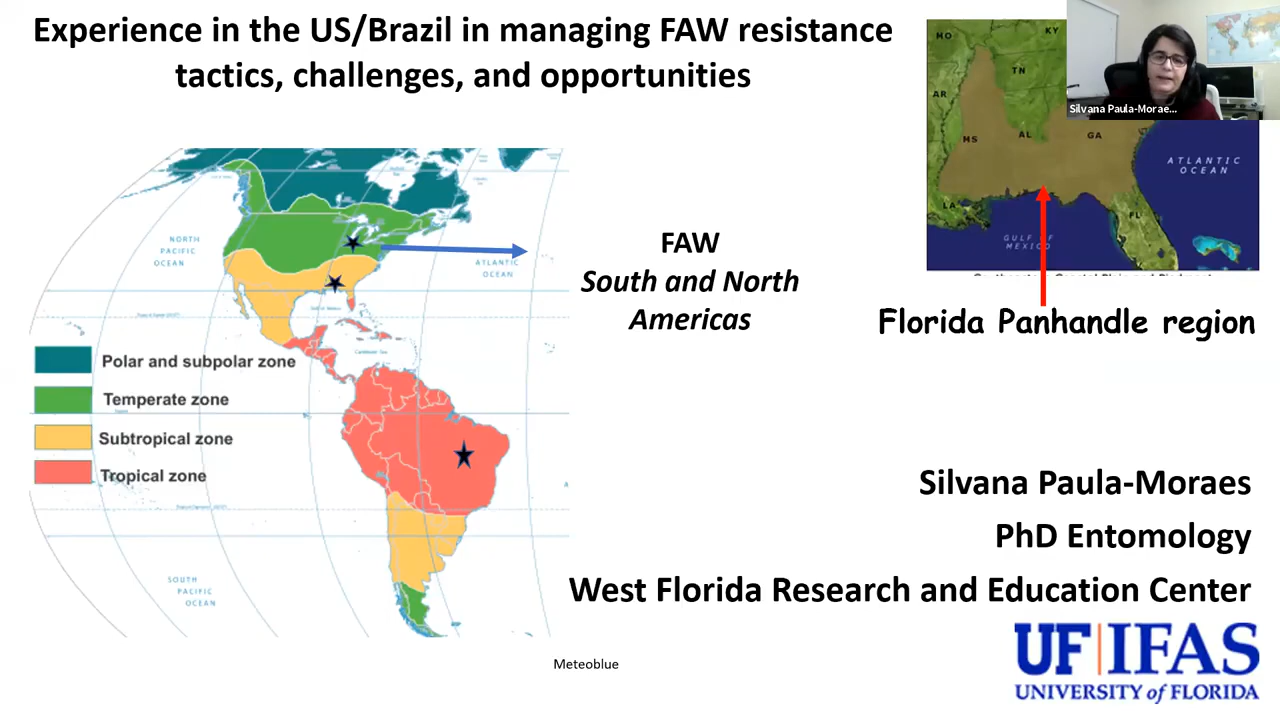 Experience in the US/Brazil in managing FAW resistance
tactics, challenges, and opportunities
MO
KY
TN
AR
MS
AL
GA
LA
FL
ATLANTIC
OCEAN
GULF OF
MEXICO
Silvana Paula-Morae...
Florida Panhandle region
NORTH
PACIFIC
OCEAN
ATLANTIC
OCEAN
FAW
South and North
Americas
Polar and subpolar zone
Temperate zone
Subtropical zone
Tropical zone
SOUTH
PACIFIC
OCEAN
Silvana Paula-Moraes
PhD Entomology
West Florida Research and Education Center
Meteoblue
UF|IFAS
UNIVERSITY of FLORIDA